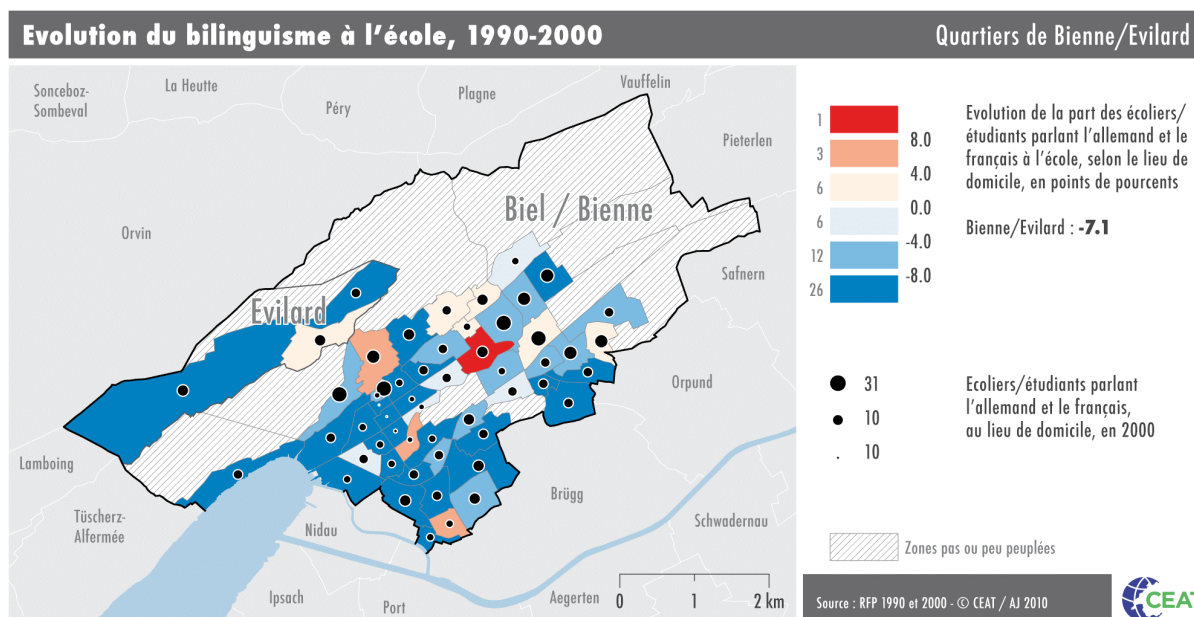 Evolution du bilinguisme à l'école, 1990-2000
Quartiers de Bienne/Evilard
Sonceboz-
Sombeval
La Heutte
Péry
Plagne
Vauffelin
Pieterlen
Orvin
Biel / Bienne
Safnern
Evilard
Orpund
Lamboing
Tüscherz-
Alfermée
Nidau
Brügg
Schwadernau
Ipsach
Port
Aegerten
0 1 2 km
1
8.0
3
4.0
6
0.0
6
-4.0
12
-8.0
26
Evolution de la part des écoliers/
étudiants parlant l'allemand et le
français à l'école, selon le lieu de
domicile, en points de pourcents
Bienne/Evilard : -7.1
31
10
10
Ecoliers/étudiants parlant
l'allemand et le français,
au lieu de domicile, en 2000
Zones pas ou peu peuplées
Source : RFP 1990 et 2000 - © CEAT / AJ 2010
CEAT